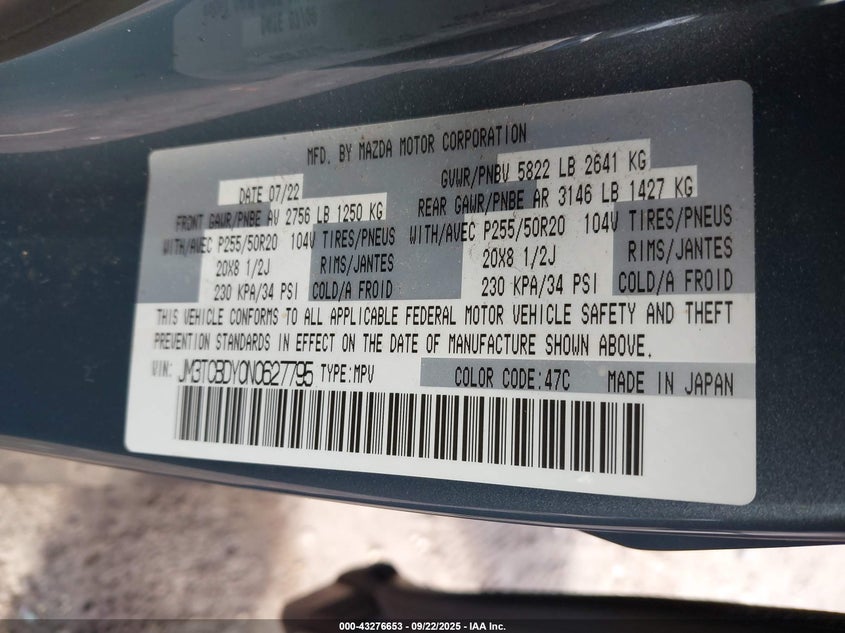 MFD. BY MAZDA MOTOR CORPORATION
DATE 07/22
GVWR/PNBV 5822 LB 2641 KG
FRONT GAWR/PNBE AV 2756 LB 1250 KG
REAR GAWR/PNBE AR 3146 LB 1427 KG
WITH/AVEC P255/50R20 104V TIRES/PNEUS
WITH/AVEC P255/50R20 104V TIRES/PNEUS
20X8 1/2J RIMS/JANTES
20X8 1/2J RIMS/JANTES
230 KPA/34 PSI COLD/A FROID
230 KPA/34 PSI COLD/A FROID
THIS VEHICLE CONFORMS TO ALL APPLICABLE FEDERAL MOTOR VEHICLE SAFETY AND THEFT
PREVENTION STANDARDS IN EFFECT ON THE DATE OF MANUFACTURE SHOWN ABOVE.
VIN: JM3TCBDY0N0627795 TYPE:MPV COLOR CODE:47C MADE IN JAPAN
000-43276653 - 09/22/2025 - IAA Inc.